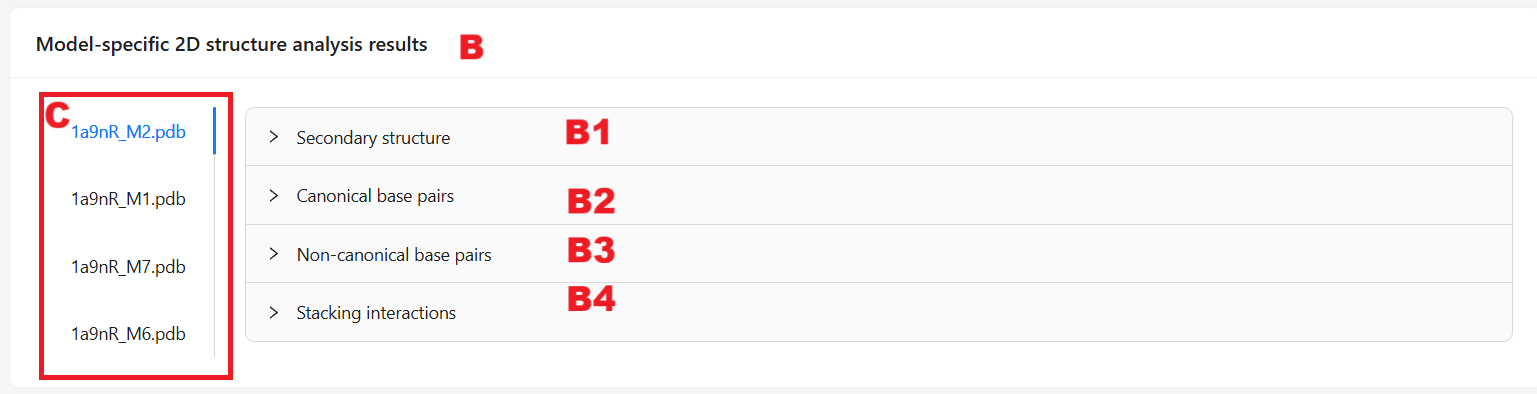 Model-specific 2D structure analysis results B
C
1a9nR_M2.pdb
1a9nR_M1.pdb
1a9nR_M7.pdb
1a9nR_M6.pdb
Secondary structure B1
Canonical base pairs B2
Non-canonical base pairs B3
Stacking interactions B4